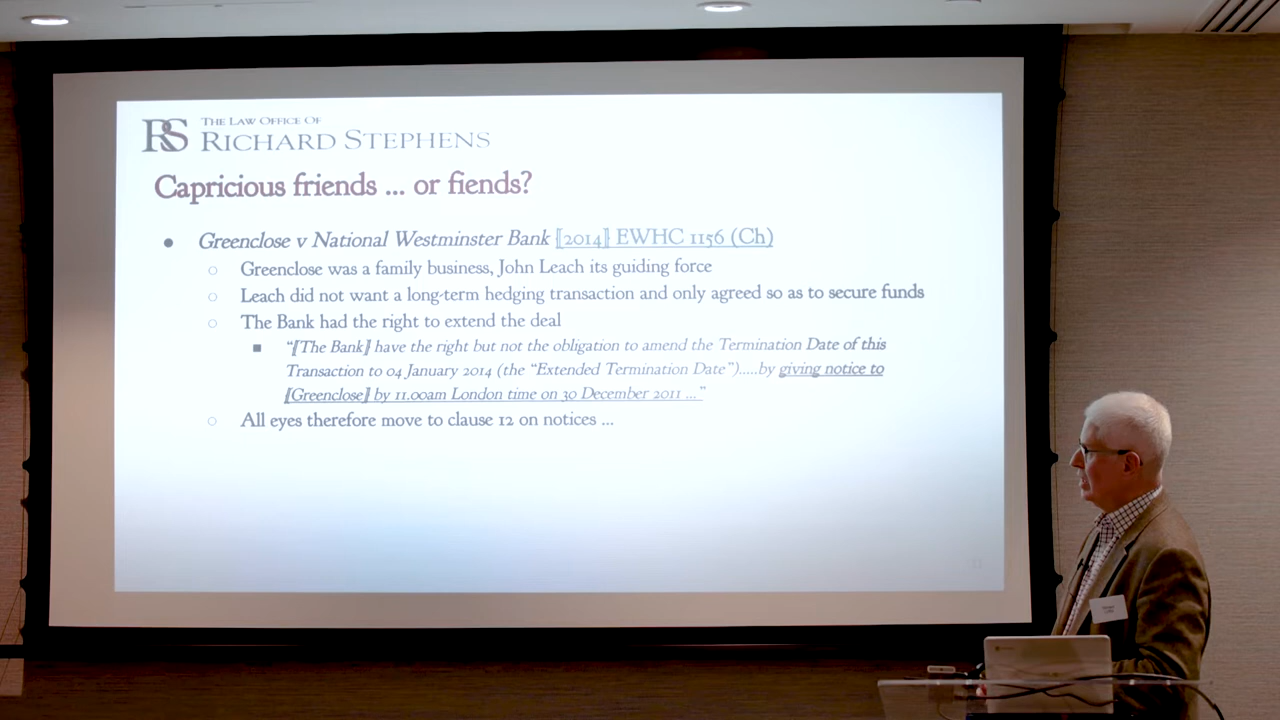 RS THE LAW OFFICE OF
RICHARD STEPHENS
Capricious friends ... or fiends?
● Greenclose v National Westminster Bank [2014] EWHC 1156 (Ch)
○ Greenclose was a family business, John Leach its guiding force
○ Leach did not want a long-term hedging transaction and only agreed so as to secure funds
○ The Bank had the right to extend the deal
■ “[The Bank] have the right but not the obligation to amend the Termination Date of this
Transaction to 04 January 2014 (the “Extended Termination Date”).....by giving notice to
[Greenclose] by 11.00am London time on 30 December 2011 ...”
○ All eyes therefore move to clause 12 on notices ...